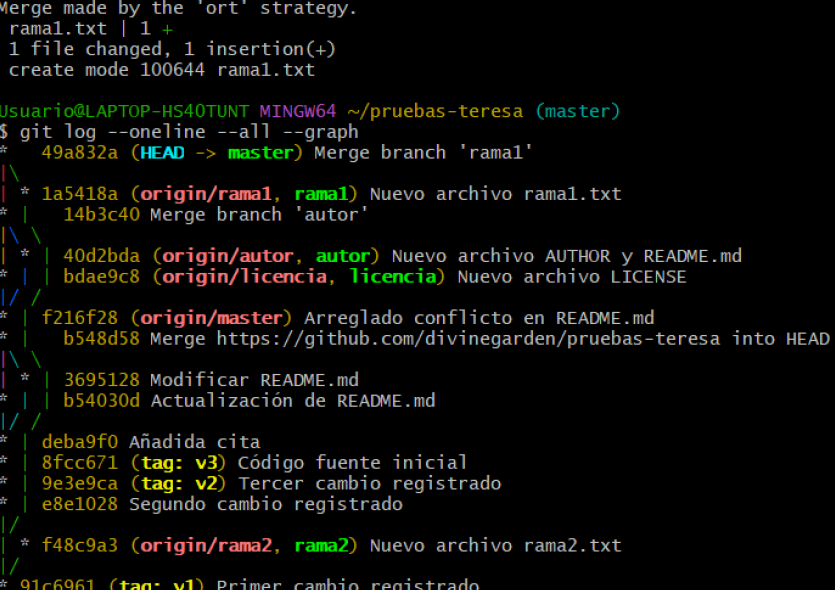 Merge made by the 'ort' strategy.
 rama1.txt | 1 +
 1 file changed, 1 insertion(+)
 create mode 100644 rama1.txt

Usuario@LAPTOP-HS4OTUNT MINGW64 ~/pruebas-teresa (master)
$ git log --oneline --all --graph
*   49a832a (HEAD -> master) Merge branch 'rama1'
|\
| * 1a5418a (origin/rama1, rama1) Nuevo archivo rama1.txt
* |   14b3c40 Merge branch 'autor'
|\ \
| * | 40d2bda (origin/autor, autor) Nuevo archivo AUTHOR y README.md
* | | bdae9c8 (origin/licencia, licencia) Nuevo archivo LICENSE
|/ /
* | f216f28 (origin/master) Arreglado conflicto en README.md
* |   b548d58 Merge https://github.com/divinegarden/pruebas-teresa into HEAD
|\ \
| * | 3695128 Modificar README.md
* | | b54030d Actualización de README.md
|/ /
* | deba9f0 Añadida cita
* | 8fcc671 (tag: v3) Código fuente inicial
* | 9e3e9ca (tag: v2) Tercer cambio registrado
* | e8e1028 Segundo cambio registrado
|/
| * f48c9a3 (origin/rama2, rama2) Nuevo archivo rama2.txt
|/
* 91c6961 (tag: v1) Primer cambio registrado